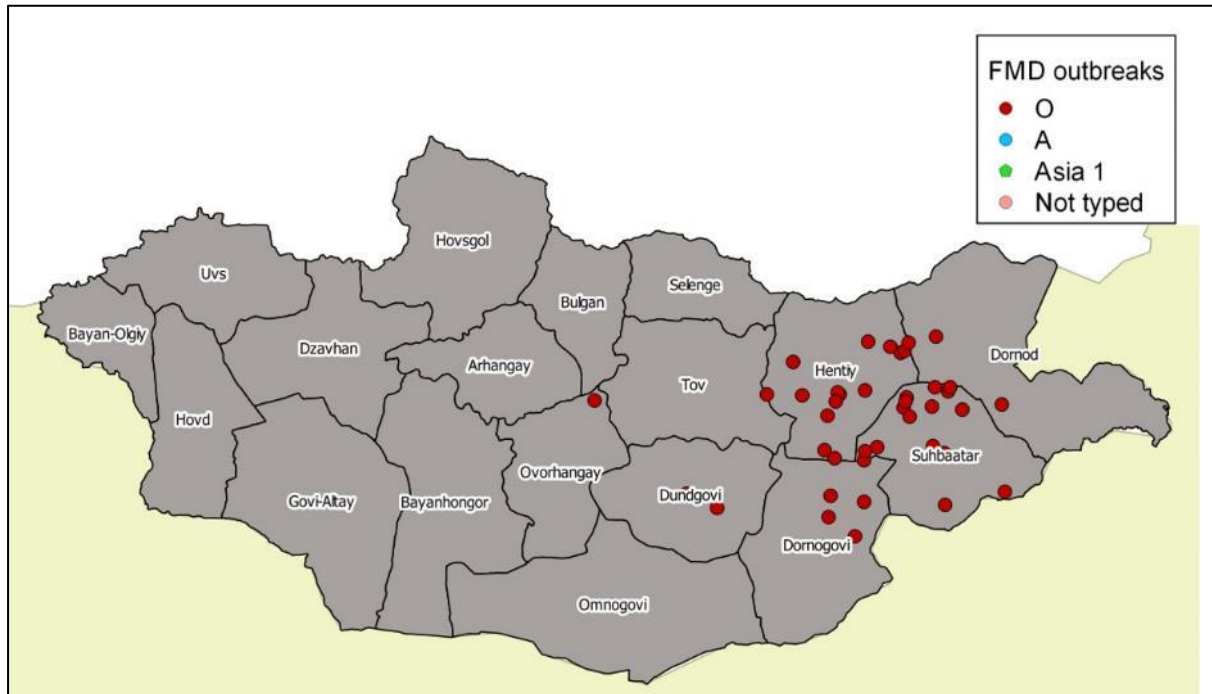 FMD outbreaks
O
A
Asia 1
Not typed
Hovsgol
Uvs
Bulgan
Selenge
Bayan-Olgiy
Dzavhan
Arhangay
Tov
Hentiy
Dornod
Hovd
Suhbaatar
Ovorhangay
Govi-Altay
Bayanhongor
Dundgovi
Dornogovi
Omnogovi